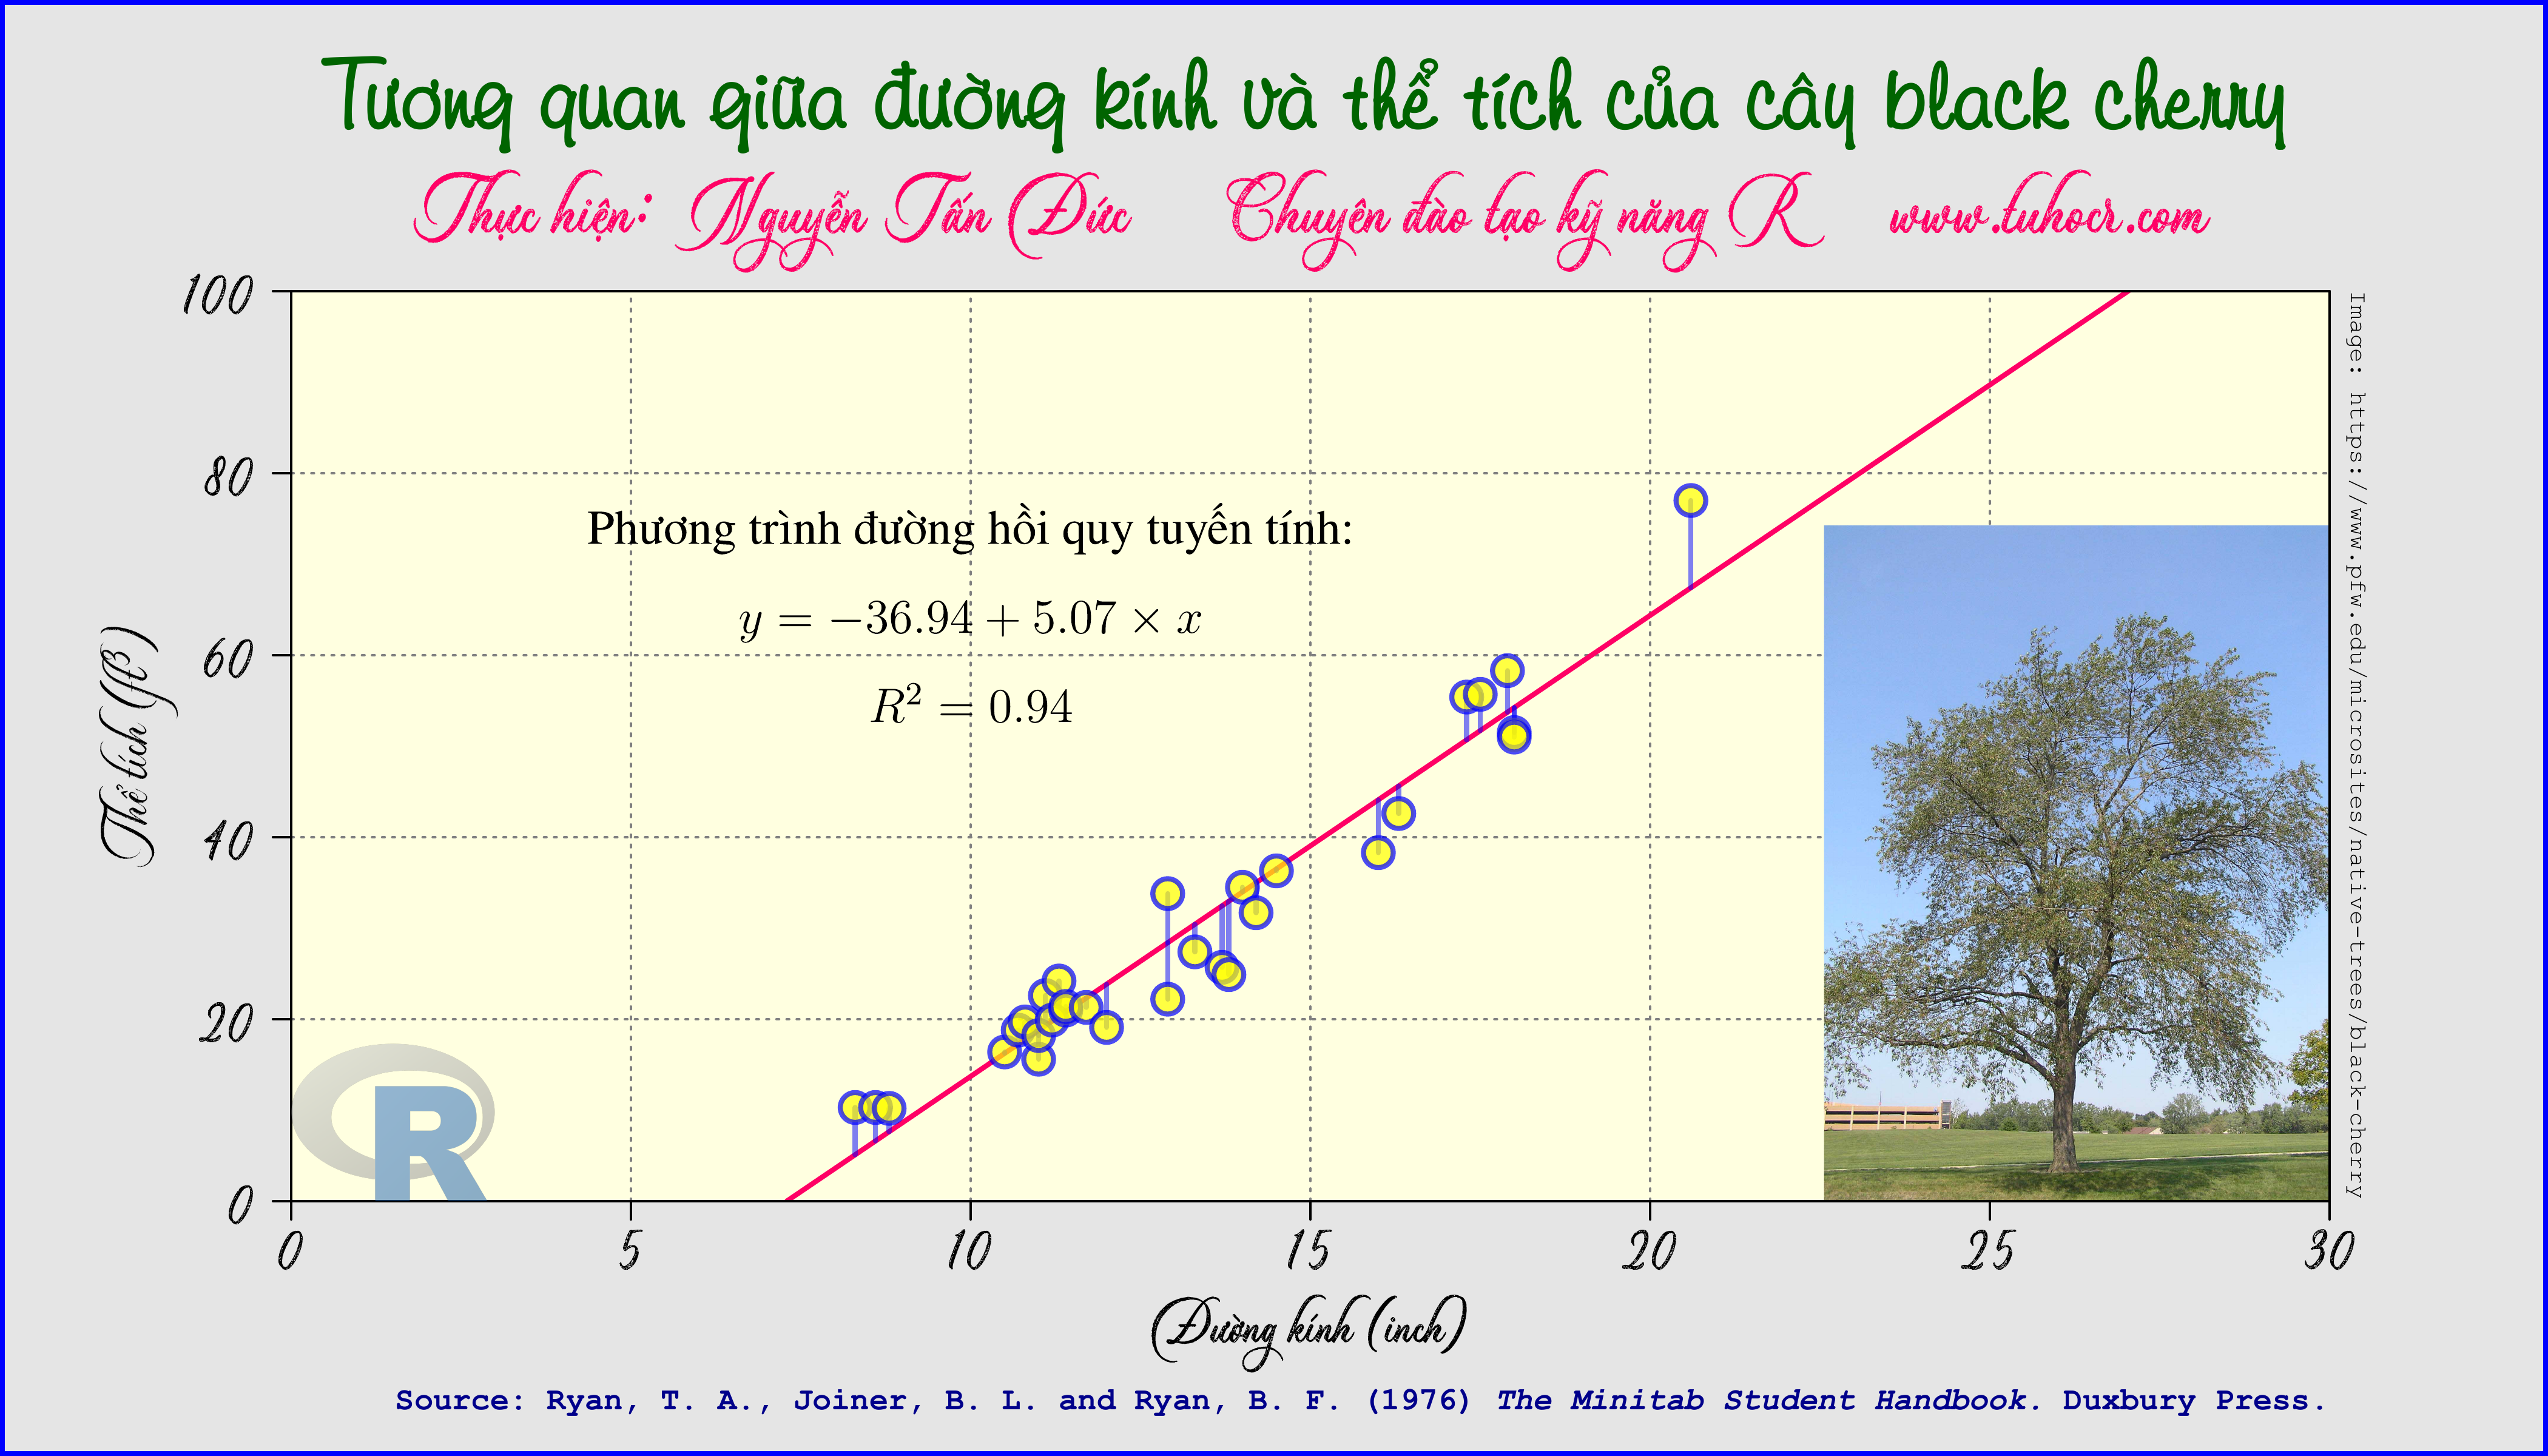 Tương quan giữa đường kính và thể tích của cây black cherry
Thực hiện: Nguyễn Tấn Đức Chuyên đào tạo kỹ năng R www.tuhocr.com
100
80
60
40
20
0
Thể tích (ft³)
Phương trình đường hồi quy tuyến tính:
y = −36.94 + 5.07 × x
R² = 0.94
R
Image: https://www.pfw.edu/microsites/native-trees/black-cherry
0 5 10 15 20 25 30
Đường kính (inch)
Source: Ryan, T. A., Joiner, B. L. and Ryan, B. F. (1976) The Minitab Student Handbook. Duxbury Press.